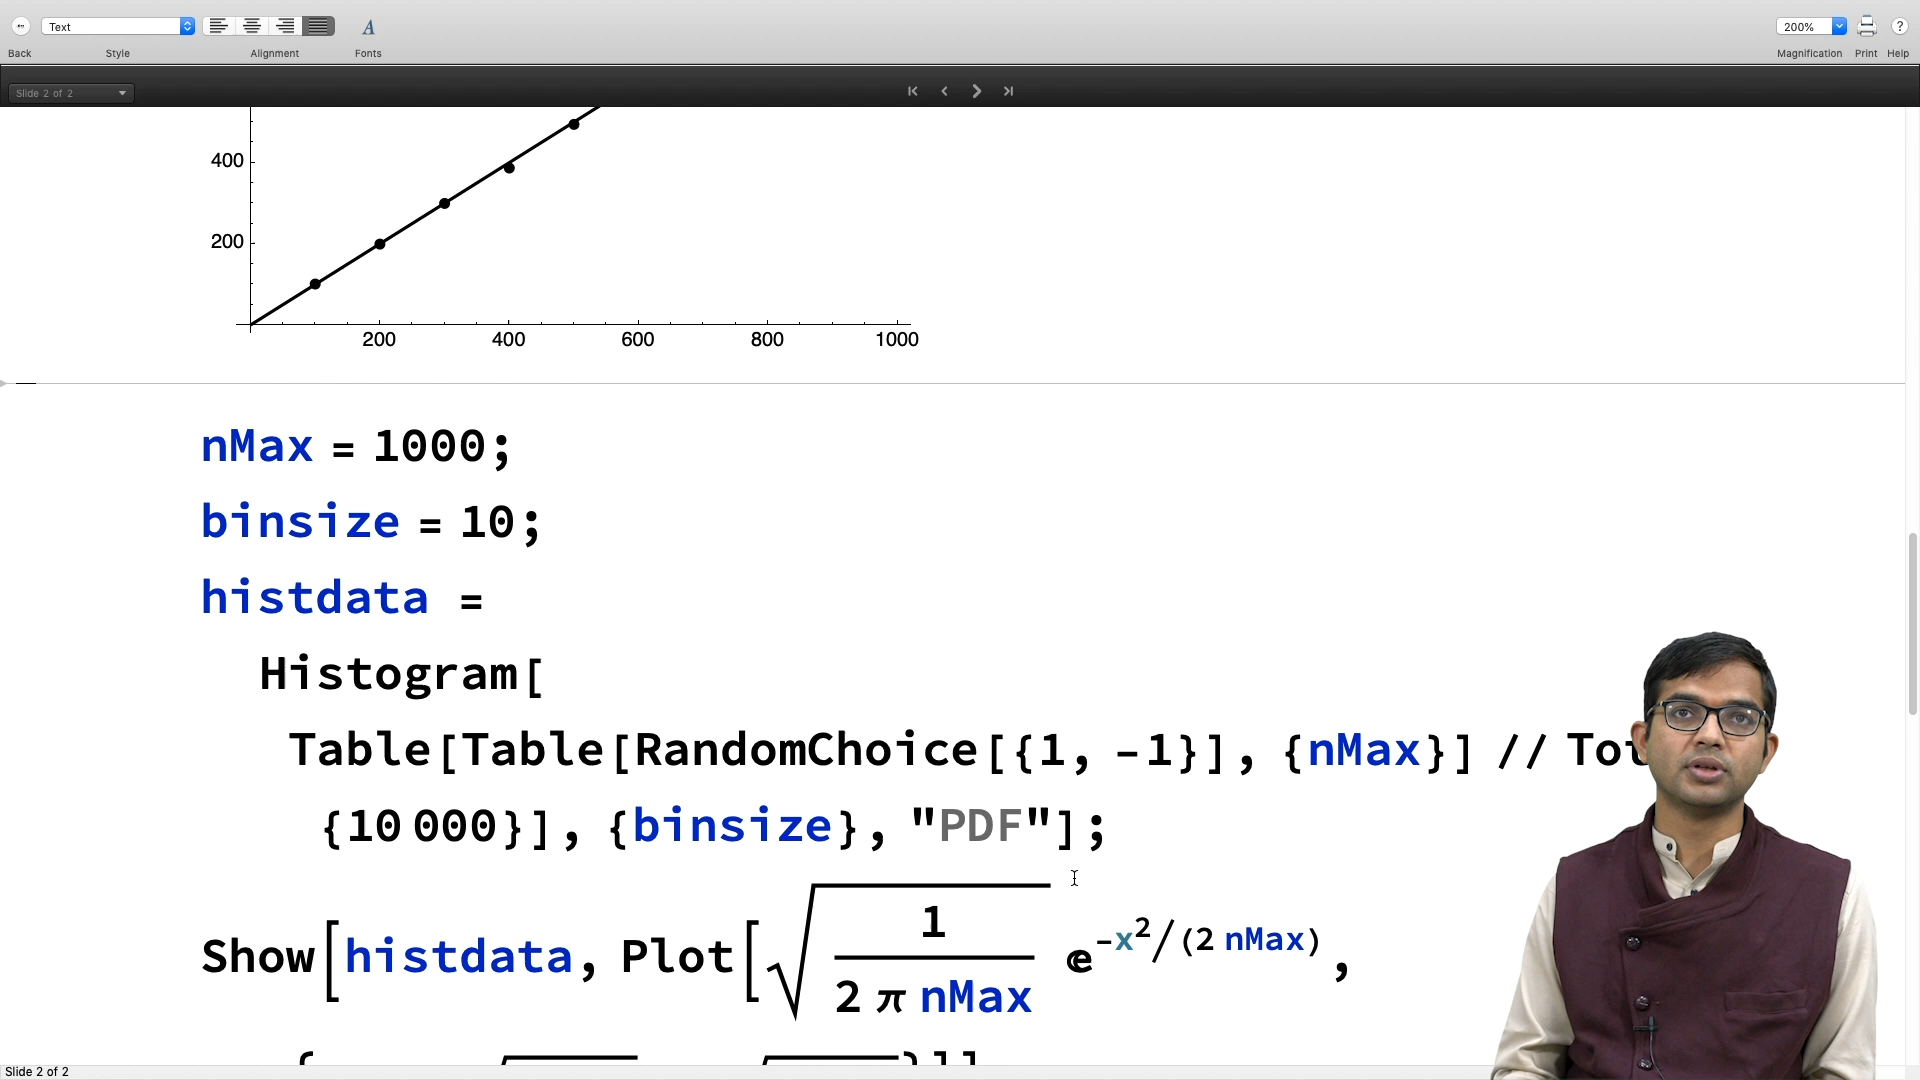 Text
200%
Back Style Alignment Fonts Magnification Print Help
Slide 2 of 2
400
200
200 400 600 800 1000
nMax = 1000;
binsize = 10;
histdata =
Histogram[
Table[Table[RandomChoice[{1, -1}], {nMax}] //
{10 000}], {binsize}, "PDF"];
Show[histdata, Plot[√(1/(2 π nMax)) ⅇ^(-x^2/(2 nMax)),
Slide 2 of 2